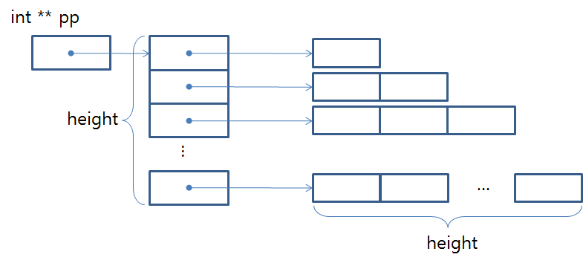 int ** pp
height
⋮
...
height